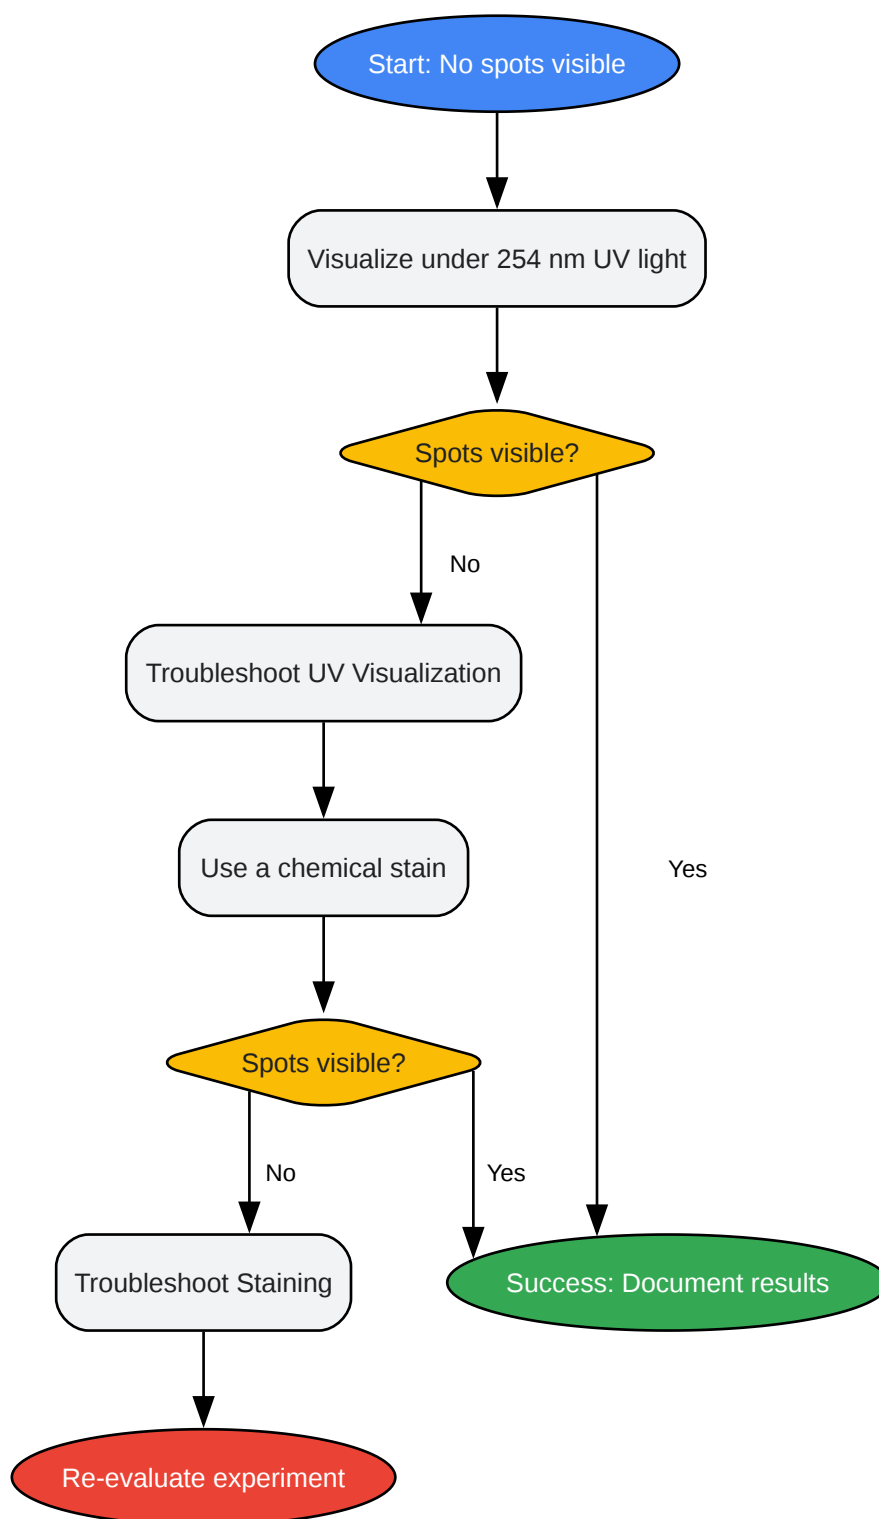 Start: No spots visible
Visualize under 254 nm UV light
Spots visible?
No
Troubleshoot UV Visualization
Use a chemical stain
Yes
Spots visible?
No
Yes
Troubleshoot Staining
Success: Document results
Re-evaluate experiment